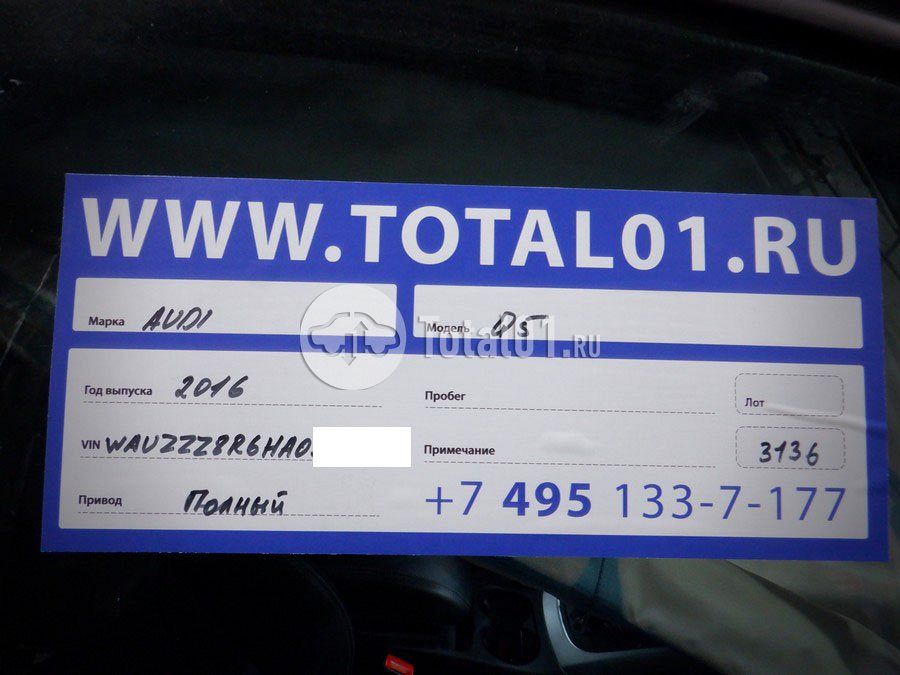 WWW.TOTAL01.RU
Марка AUDI
Модель Q5
Total01.RU
Год выпуска 2016
Пробег
Лот
VIN WAUZZZ8R6HA0
Примечание
3136
Привод Полный
+7 495 133-7-177